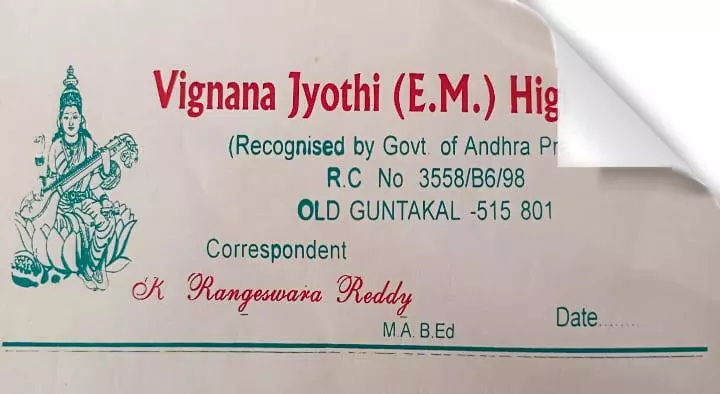 Vignana Jyothi (E.M.) Hig
(Recognised by Govt. of Andhra Pr
R.C No 3558/B6/98
OLD GUNTAKAL -515 801
Correspondent
K Rangeswara Reddy
M.A. B.Ed
Date........